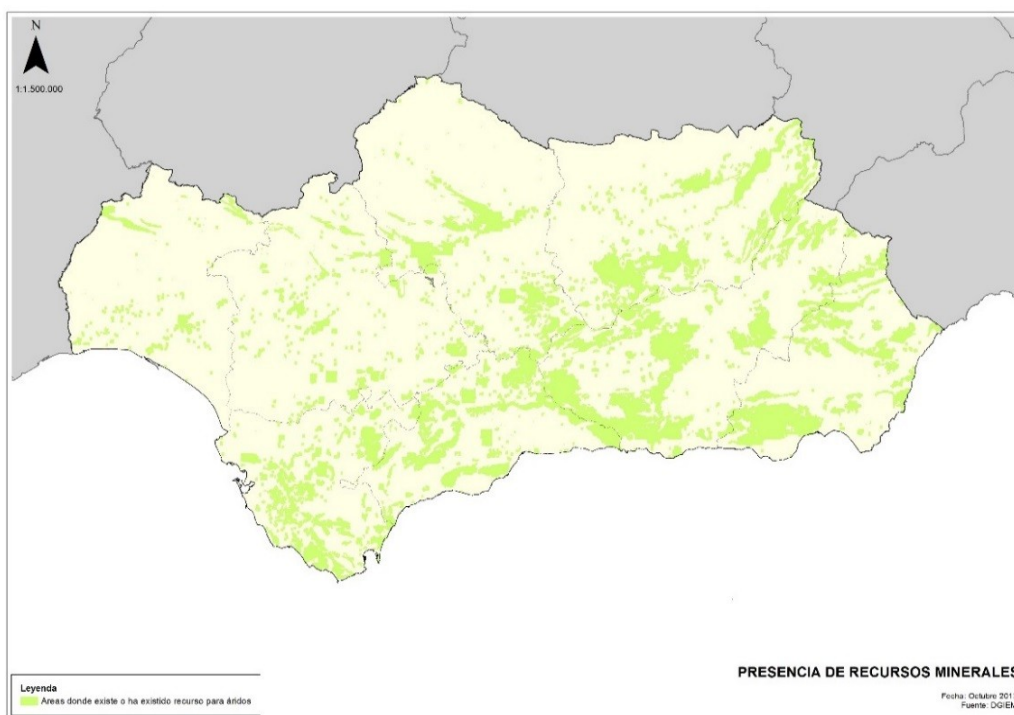 N
1:1.500.000
PRESENCIA DE RECURSOS MINERALES
Fecha: Octubre
Fuente: DGIEM
Leyenda
Areas donde existe o ha existido recurso para áridos